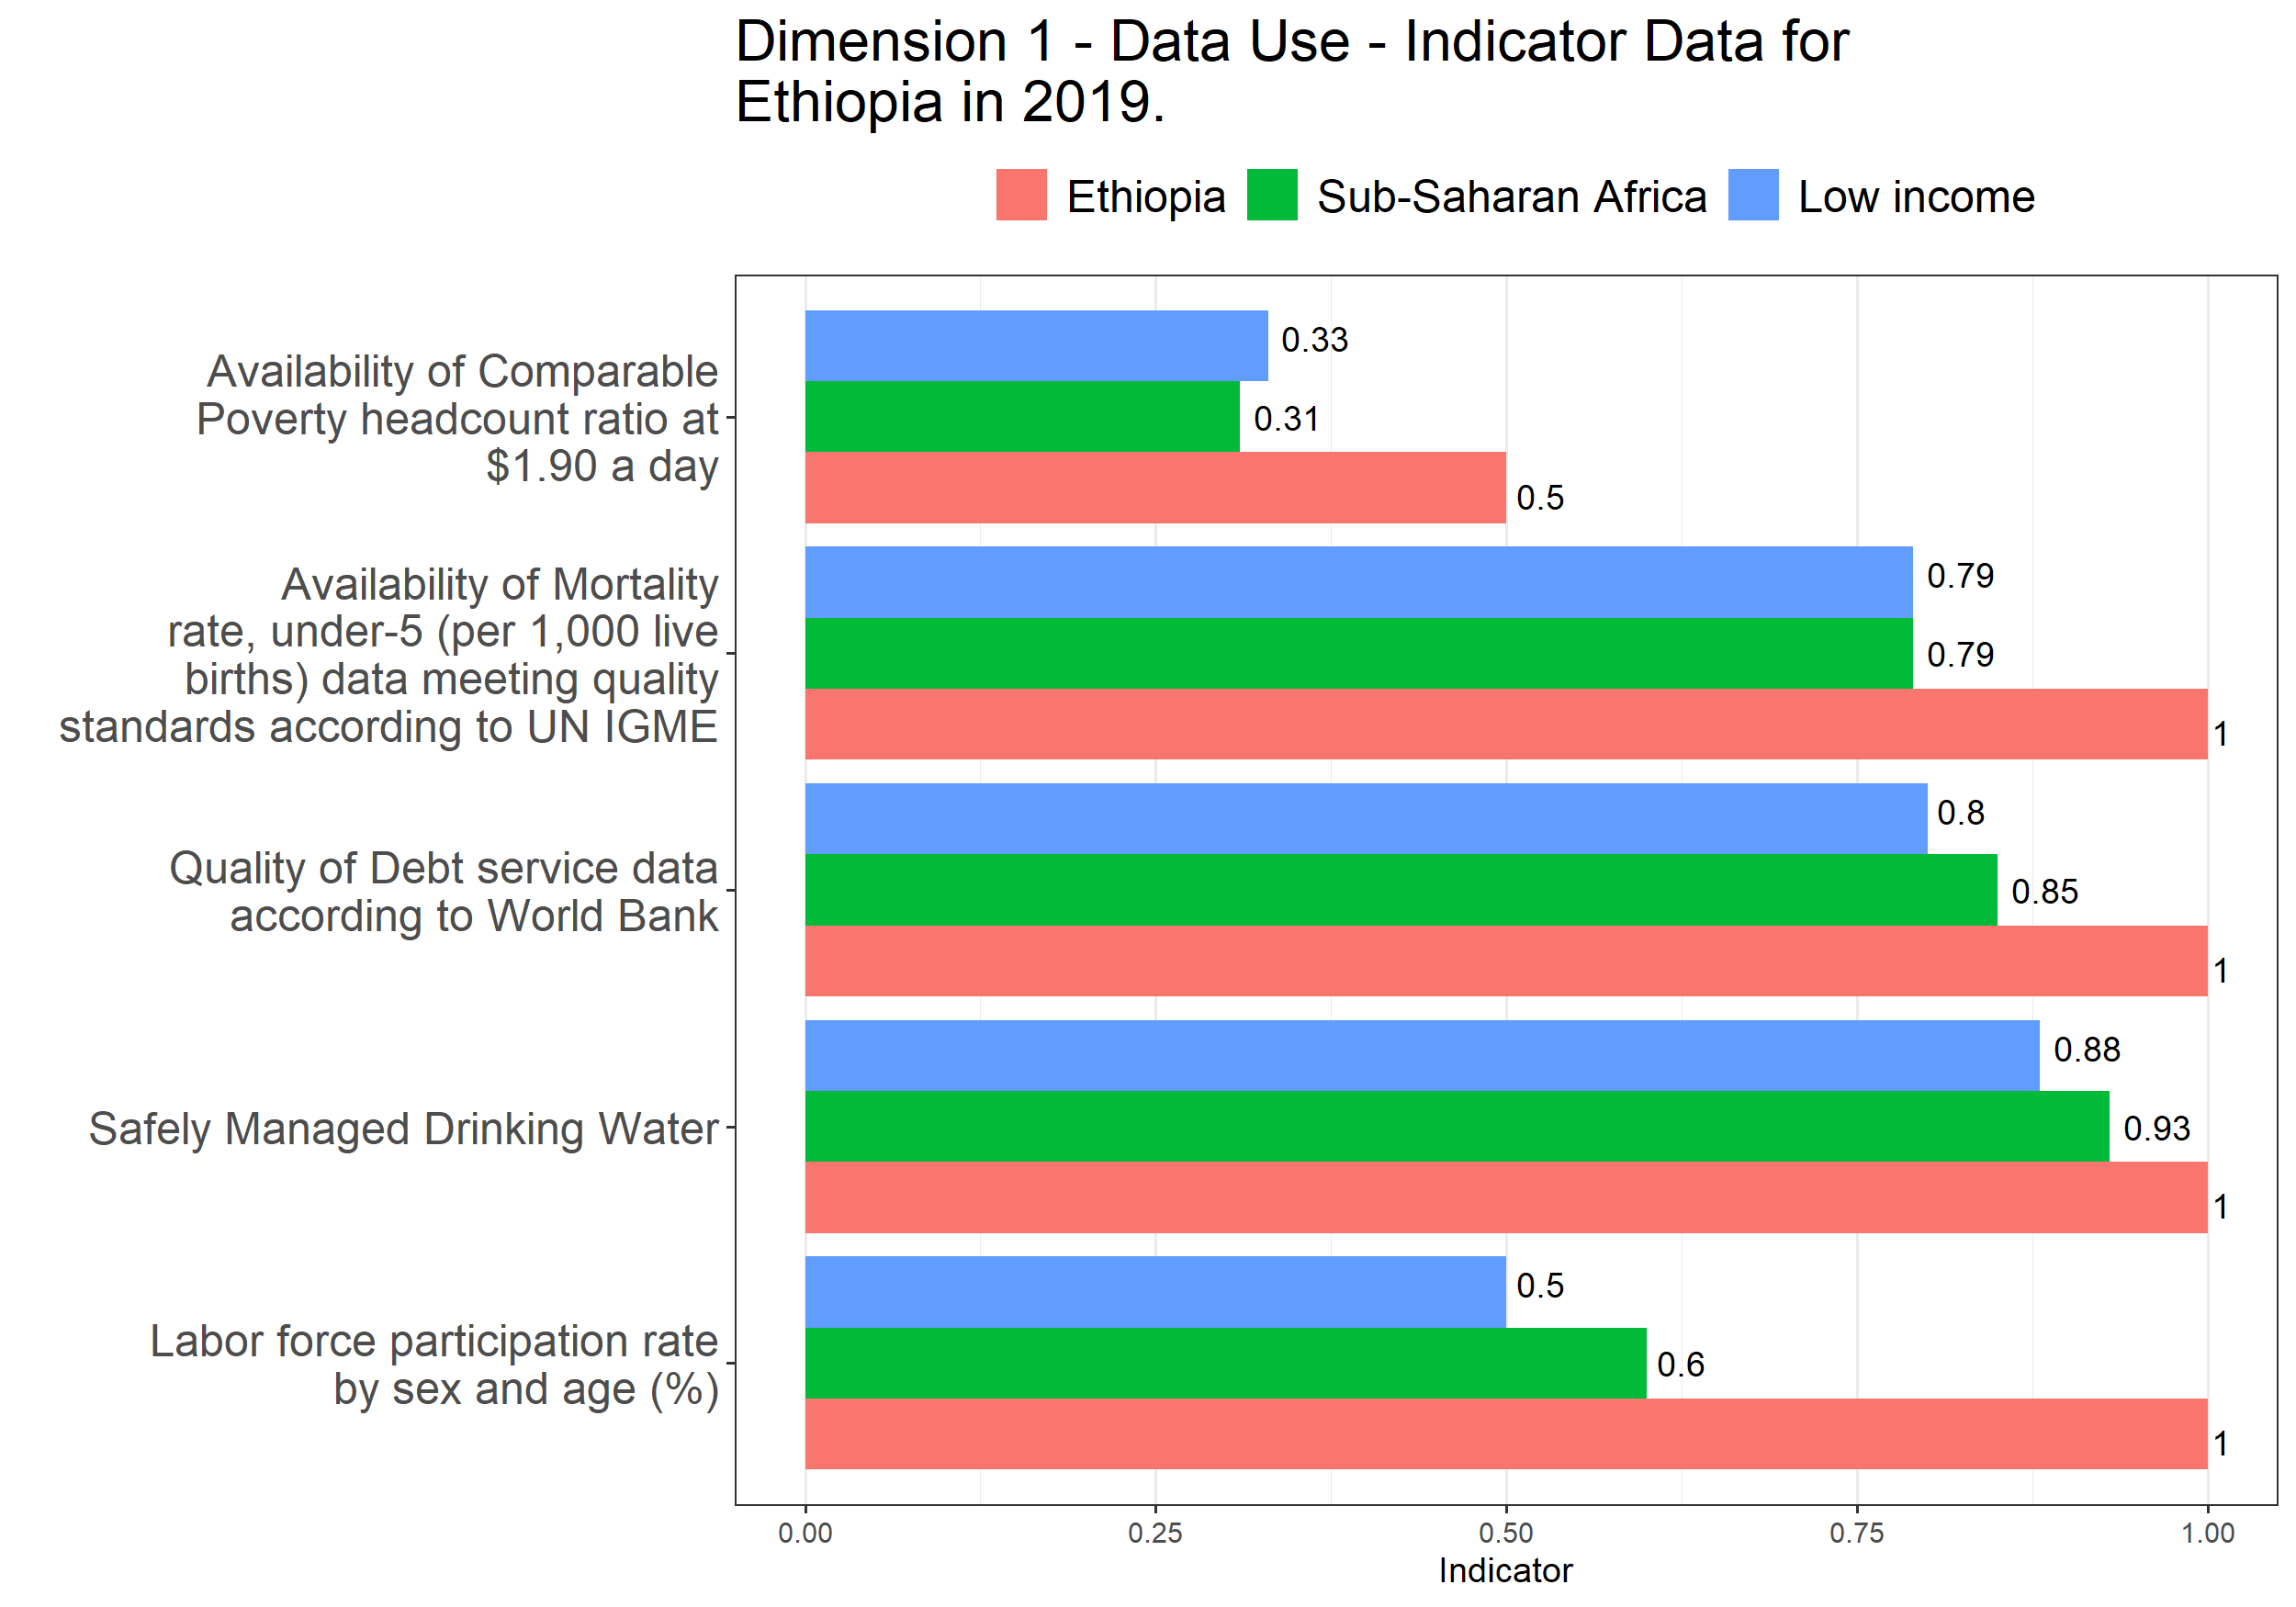 Dimension 1 - Data Use - Indicator Data for
Ethiopia in 2019.
Ethiopia
Sub-Saharan Africa
Low income
Availability of Comparable
Poverty headcount ratio at
$1.90 a day
0.33
0.31
0.5
Availability of Mortality
rate, under-5 (per 1,000 live
births) data meeting quality
standards according to UN IGME
0.79
0.79
1
Quality of Debt service data
according to World Bank
0.8
0.85
1
Safely Managed Drinking Water
0.88
0.93
1
Labor force participation rate
by sex and age (%)
0.5
0.6
1
0.00
0.25
0.50
0.75
1.00
Indicator